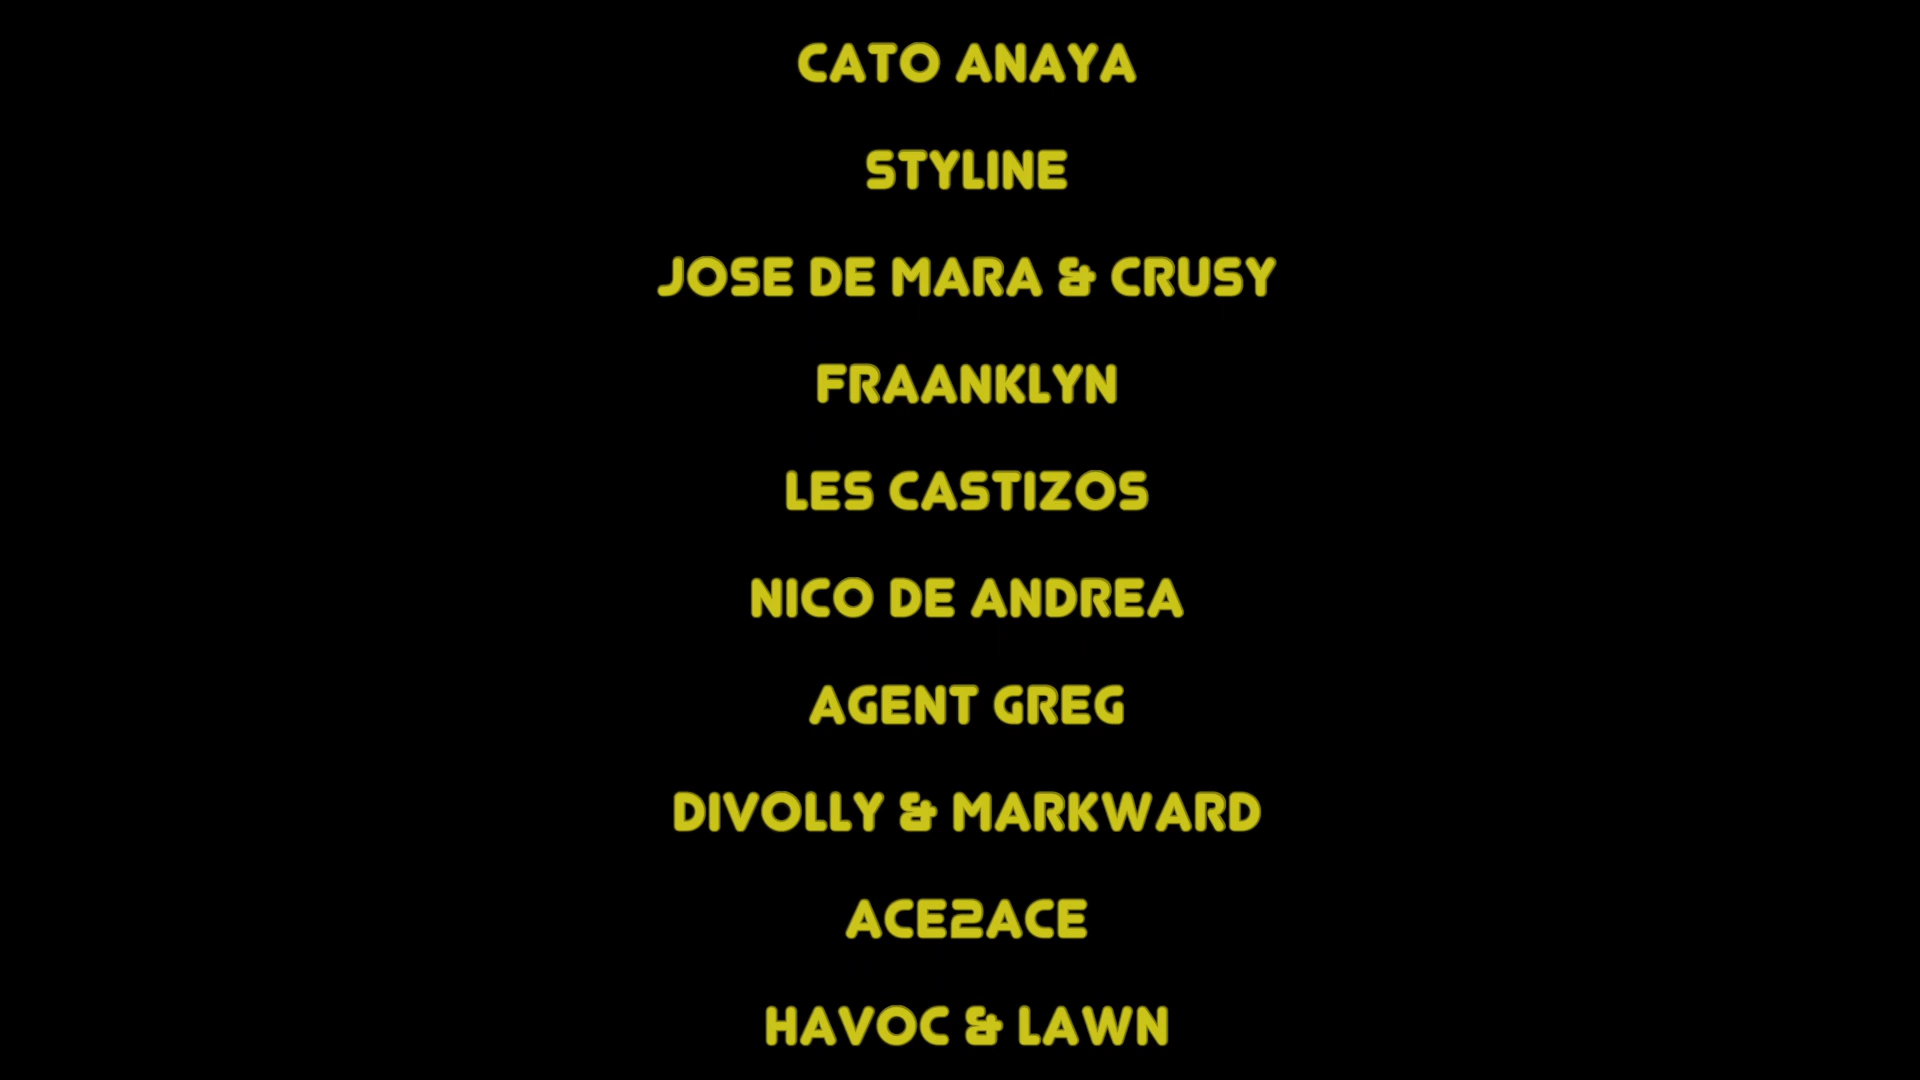 CATO ANAYA
STYLINE
JOSE DE MARA & CRUSY
FRAANKLYN
LES CASTIZOS
NICO DE ANDREA
AGENT GREG
DIVOLLY & MARKWARD
ACE2ACE
HAVOC & LAWN